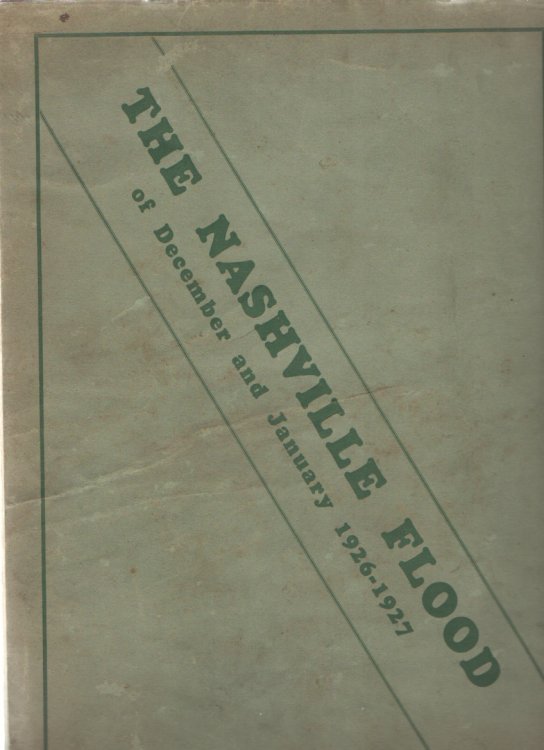 THE NASHVILLE FLOOD
of December and January 1926-1927